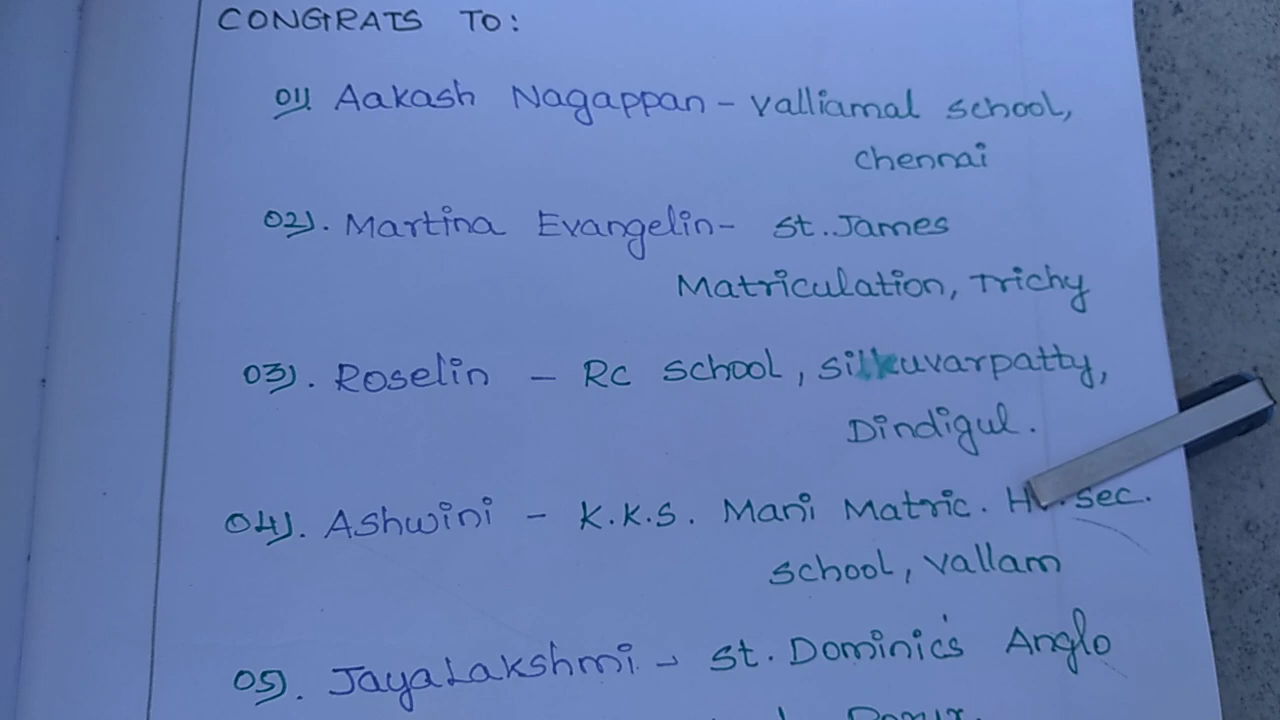 CONGRATS TO:
01) Aakash Nagappan - Valliamal school,
Chennai
02). Martina Evangelin- St. James
Matriculation, Trichy
03). Roselin - RC School, Silkuvarpatty,
Dindigul.
04). Ashwini - K.K.S. Mani Matric. Sec.
School, Vallam
05). JayaLakshmi - St. Dominic's Anglo